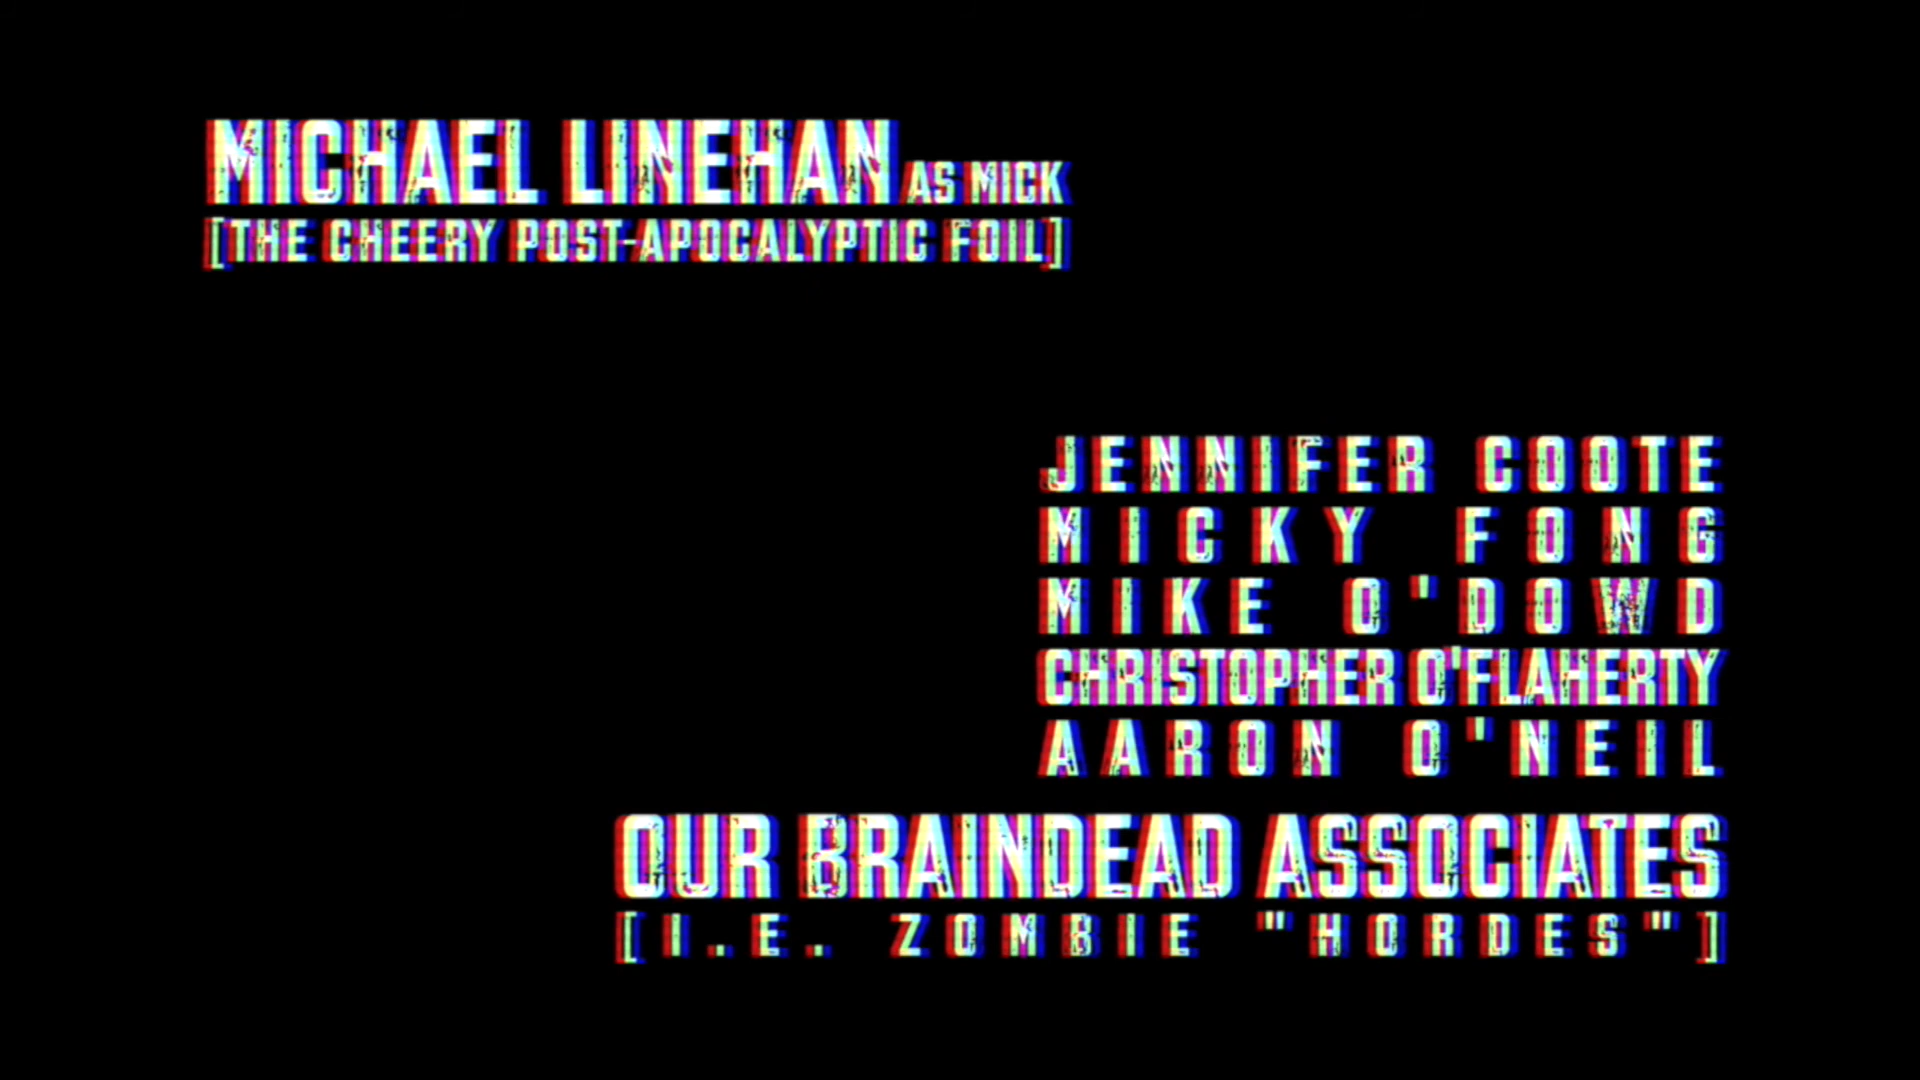 MICHAEL LINEHAN AS MICK
[THE CHEERY POST-APOCALYPTIC FOIL]
JENNIFER COOTE
MICKY FONG
MIKE O'DOWD
CHRISTOPHER O'FLAHERTY
AARON O'NEIL
OUR BRAINDEAD ASSOCIATES
[I.E. ZOMBIE "HORDES"]